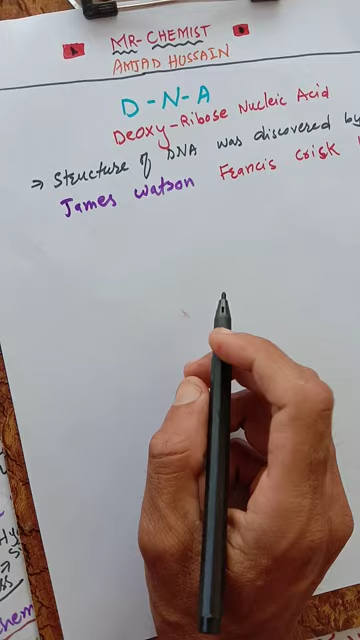 MR-CHEMIST
AMJAD HUSSAIN
D-N-A
Deoxy-Ribose Nucleic Acid
⇒ Structure of DNA was discovered by
James Watson Francis Crisk